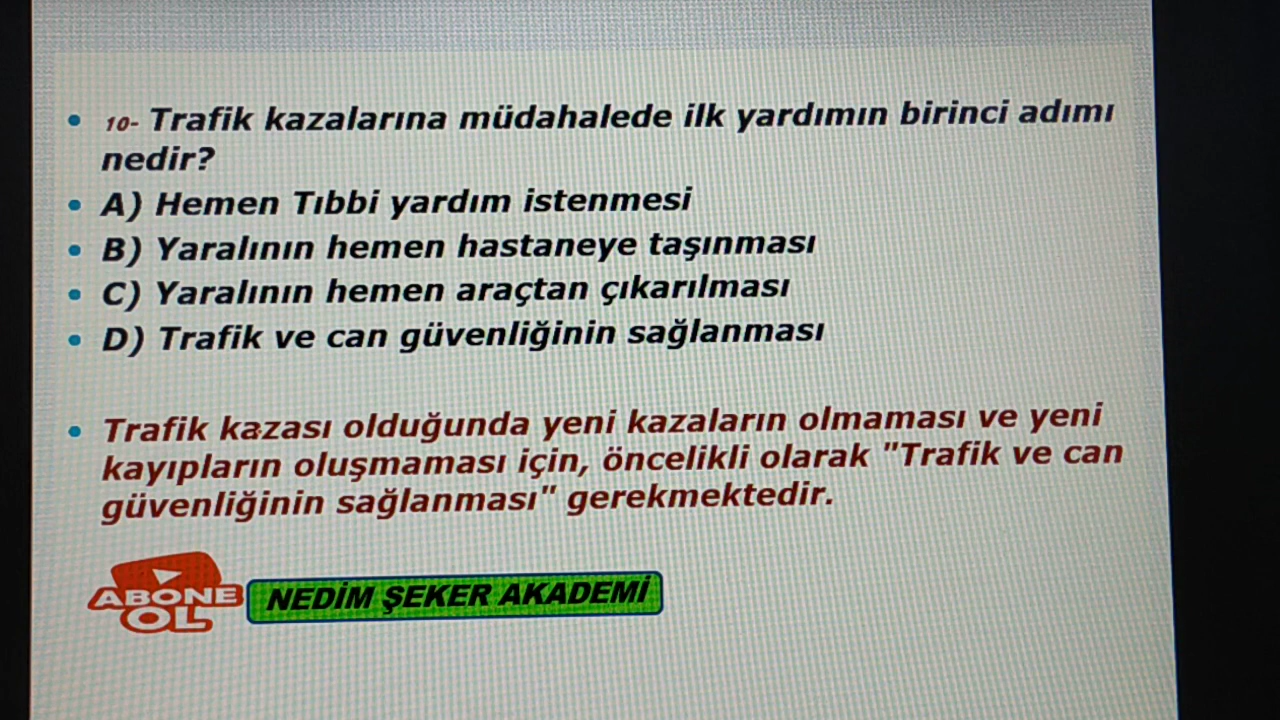 10- Trafik kazalarına müdahalede ilk yardımın birinci adımı
nedir?
A) Hemen Tıbbi yardım istenmesi
B) Yaralının hemen hastaneye taşınması
C) Yaralının hemen araçtan çıkarılması
D) Trafik ve can güvenliğinin sağlanması
Trafik kazası olduğunda yeni kazaların olmaması ve yeni
kayıpların oluşmaması için, öncelikli olarak "Trafik ve can
güvenliğinin sağlanması" gerekmektedir.
ABONE
OL
NEDİM ŞEKER AKADEMİ